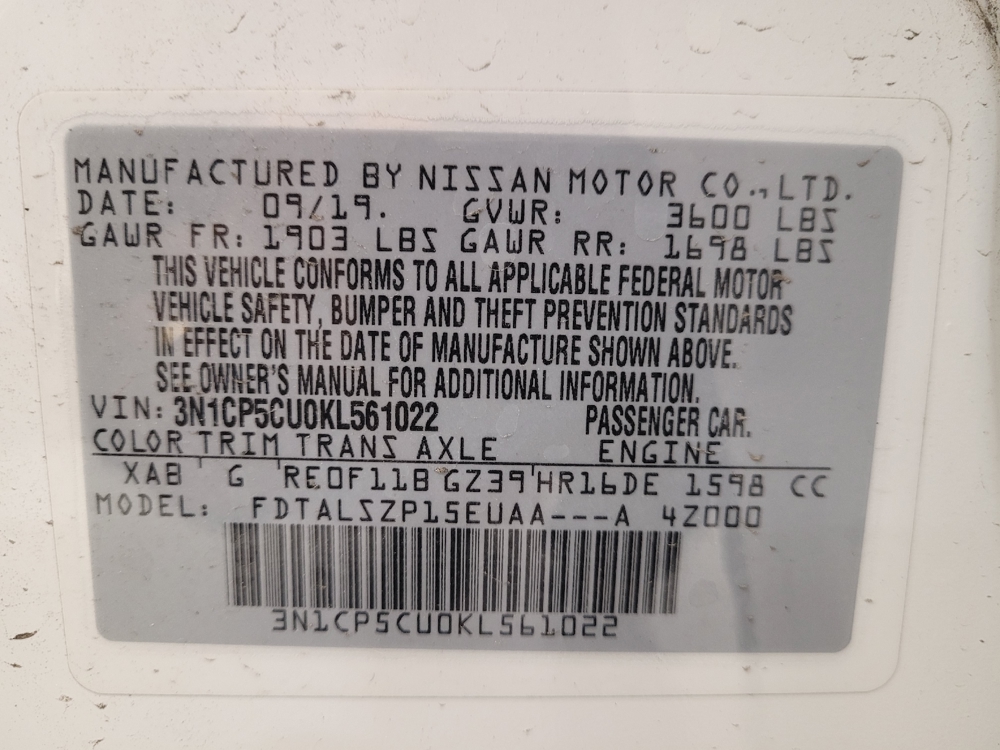 MANUFACTURED BY NISSAN MOTOR CO.,LTD.
DATE: 09/19. GVWR: 3600 LBS
GAWR FR: 1903 LBS GAWR RR: 1698 LBS
THIS VEHICLE CONFORMS TO ALL APPLICABLE FEDERAL MOTOR
VEHICLE SAFETY, BUMPER AND THEFT PREVENTION STANDARDS
IN EFFECT ON THE DATE OF MANUFACTURE SHOWN ABOVE.
SEE OWNER'S MANUAL FOR ADDITIONAL INFORMATION.
VIN: 3N1CP5CU0KL561022 PASSENGER CAR.
COLOR TRIM TRANS AXLE ENGINE
XAB G RE0F11B GZ39 HR16DE 1598 CC
MODEL: FDTALSZP15EUAA---A 4Z000
3N1CP5CU0KL561022